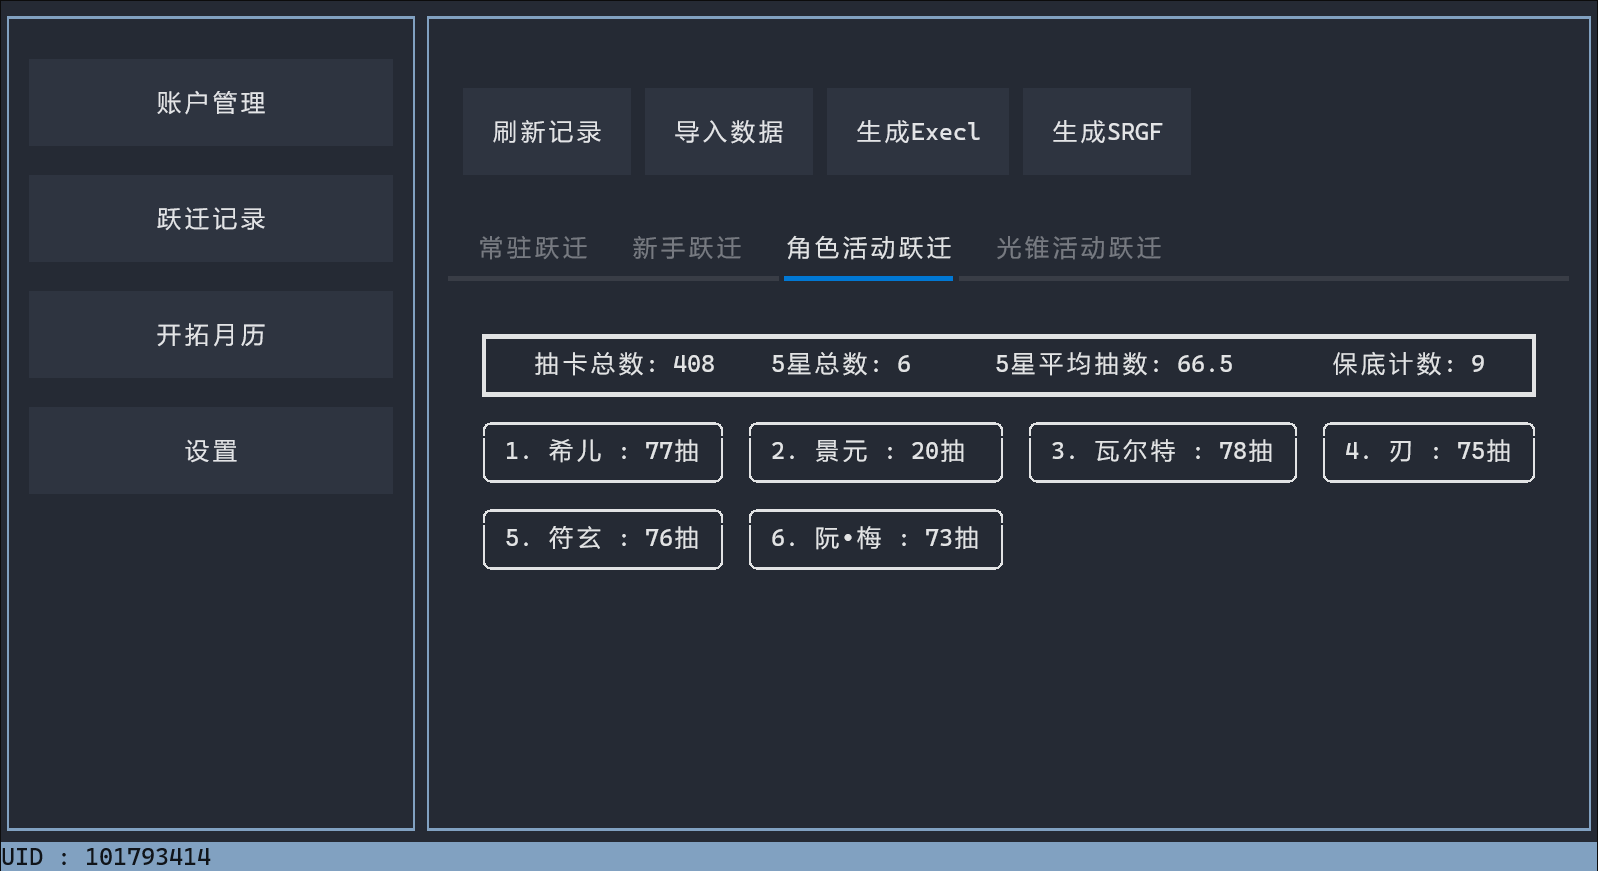 账户管理
跃迁记录
开拓月历
设置
刷新记录 导入数据 生成Execl 生成SRGF
常驻跃迁 新手跃迁 角色活动跃迁 光锥活动跃迁
抽卡总数: 408 5星总数: 6 5星平均抽数: 66.5 保底计数: 9
1. 希儿 : 77抽 2. 景元 : 20抽 3. 瓦尔特 : 78抽 4. 刃 : 75抽
5. 符玄 : 76抽 6. 阮•梅 : 73抽
UID : 101793414